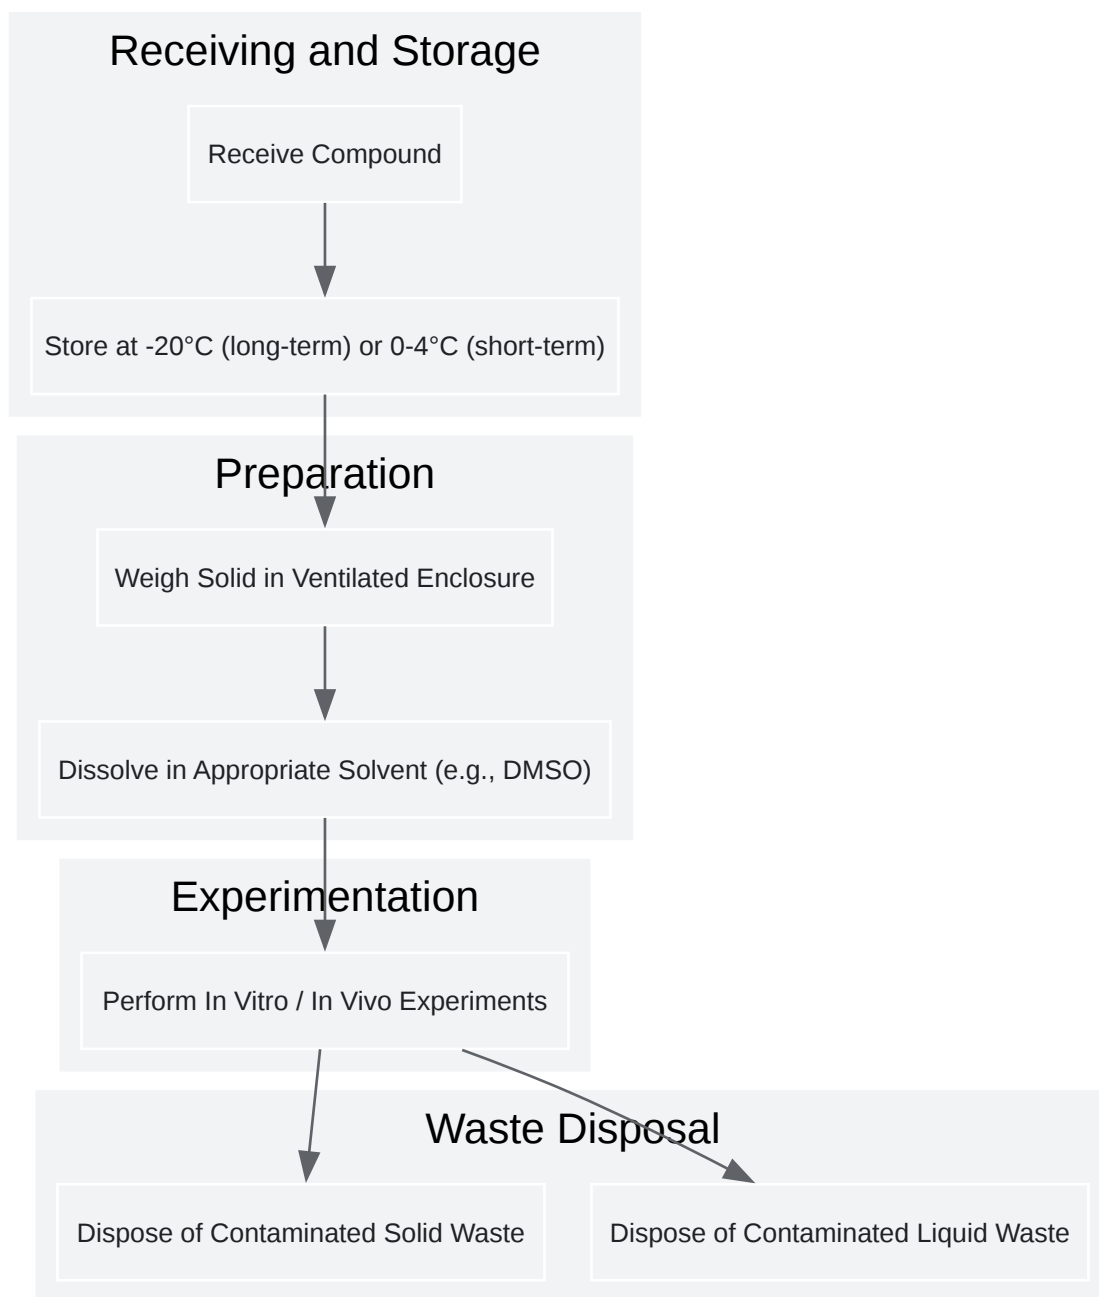 Receiving and Storage
Receive Compound
Store at -20°C (long-term) or 0-4°C (short-term)
Preparation
Weigh Solid in Ventilated Enclosure
Dissolve in Appropriate Solvent (e.g., DMSO)
Experimentation
Perform In Vitro / In Vivo Experiments
Waste Disposal
Dispose of Contaminated Solid Waste
Dispose of Contaminated Liquid Waste